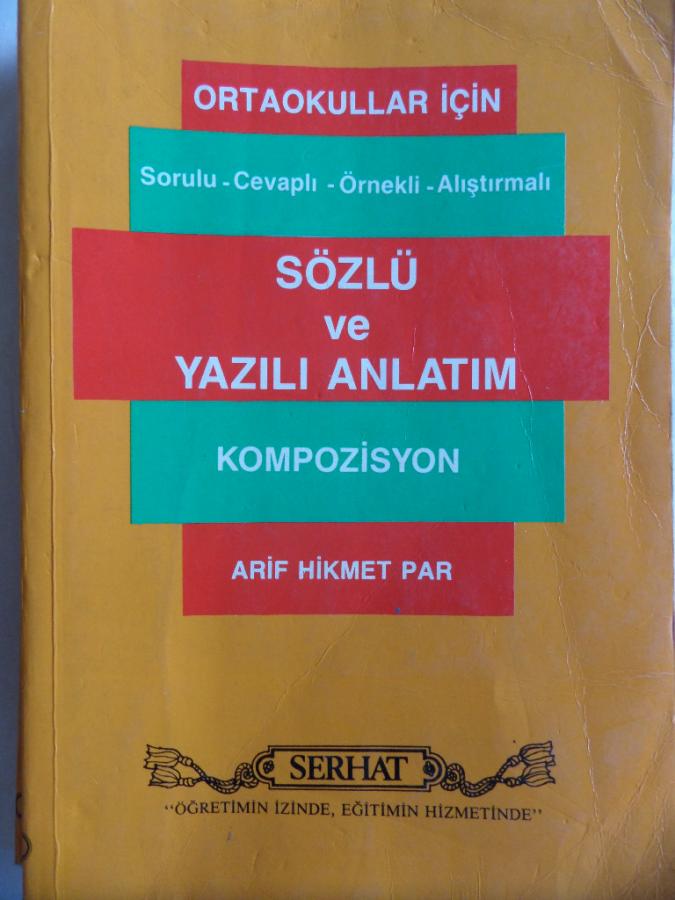 ORTAOKULLAR İÇİN
Sorulu - Cevaplı - Örnekli - Alıştırmalı
SÖZLÜ
ve
YAZILI ANLATIM
KOMPOZİSYON
ARİF HİKMET PAR
SERHAT
"ÖĞRETİMİN İZİNDE, EĞİTİMİN HİZMETİNDE"